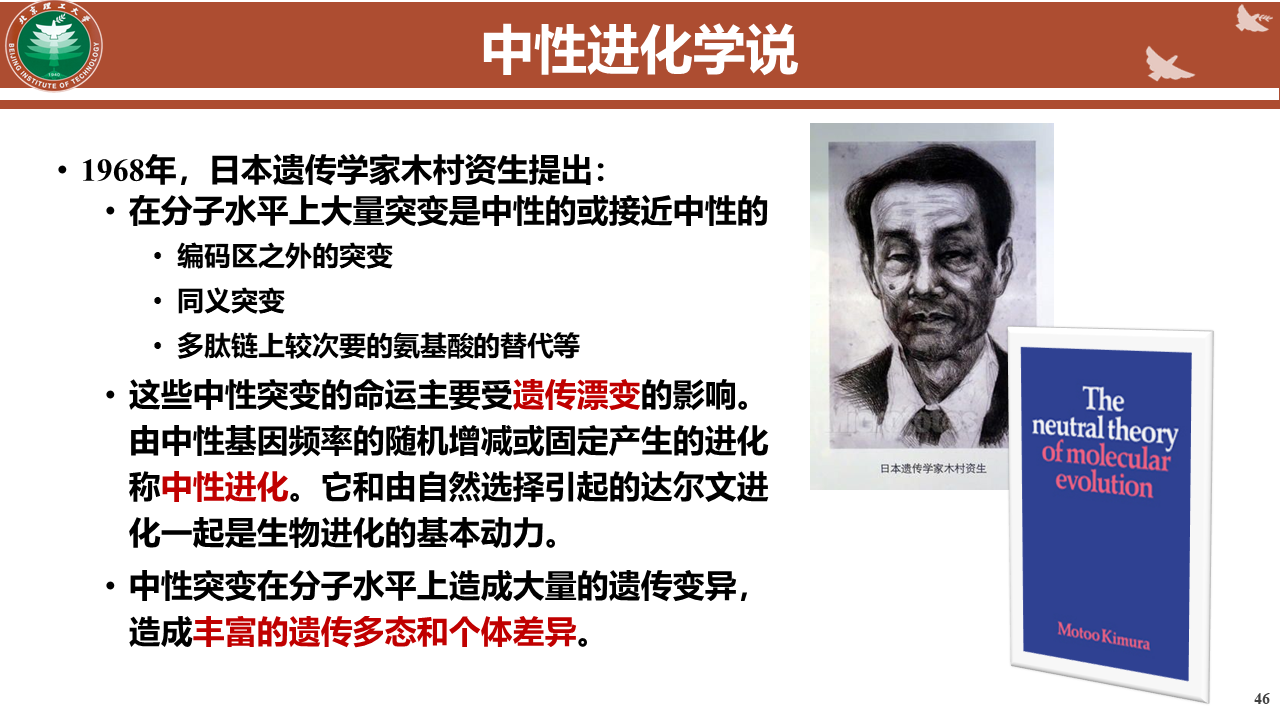 北京理工大学
BEIJING INSTITUTE OF TECHNOLOGY
1940
中性进化学说
• 1968年，日本遗传学家木村资生提出：
• 在分子水平上大量突变是中性的或接近中性的
• 编码区之外的突变
• 同义突变
• 多肽链上较次要的氨基酸的替代等
• 这些中性突变的命运主要受遗传漂变的影响。
由中性基因频率的随机增减或固定产生的进化
称中性进化。它和由自然选择引起的达尔文进
化一起是生物进化的基本动力。
• 中性突变在分子水平上造成大量的遗传变异，
造成丰富的遗传多态和个体差异。
日本遗传学家木村资生
The
neutral theory
of molecular
evolution
Motoo Kimura
46